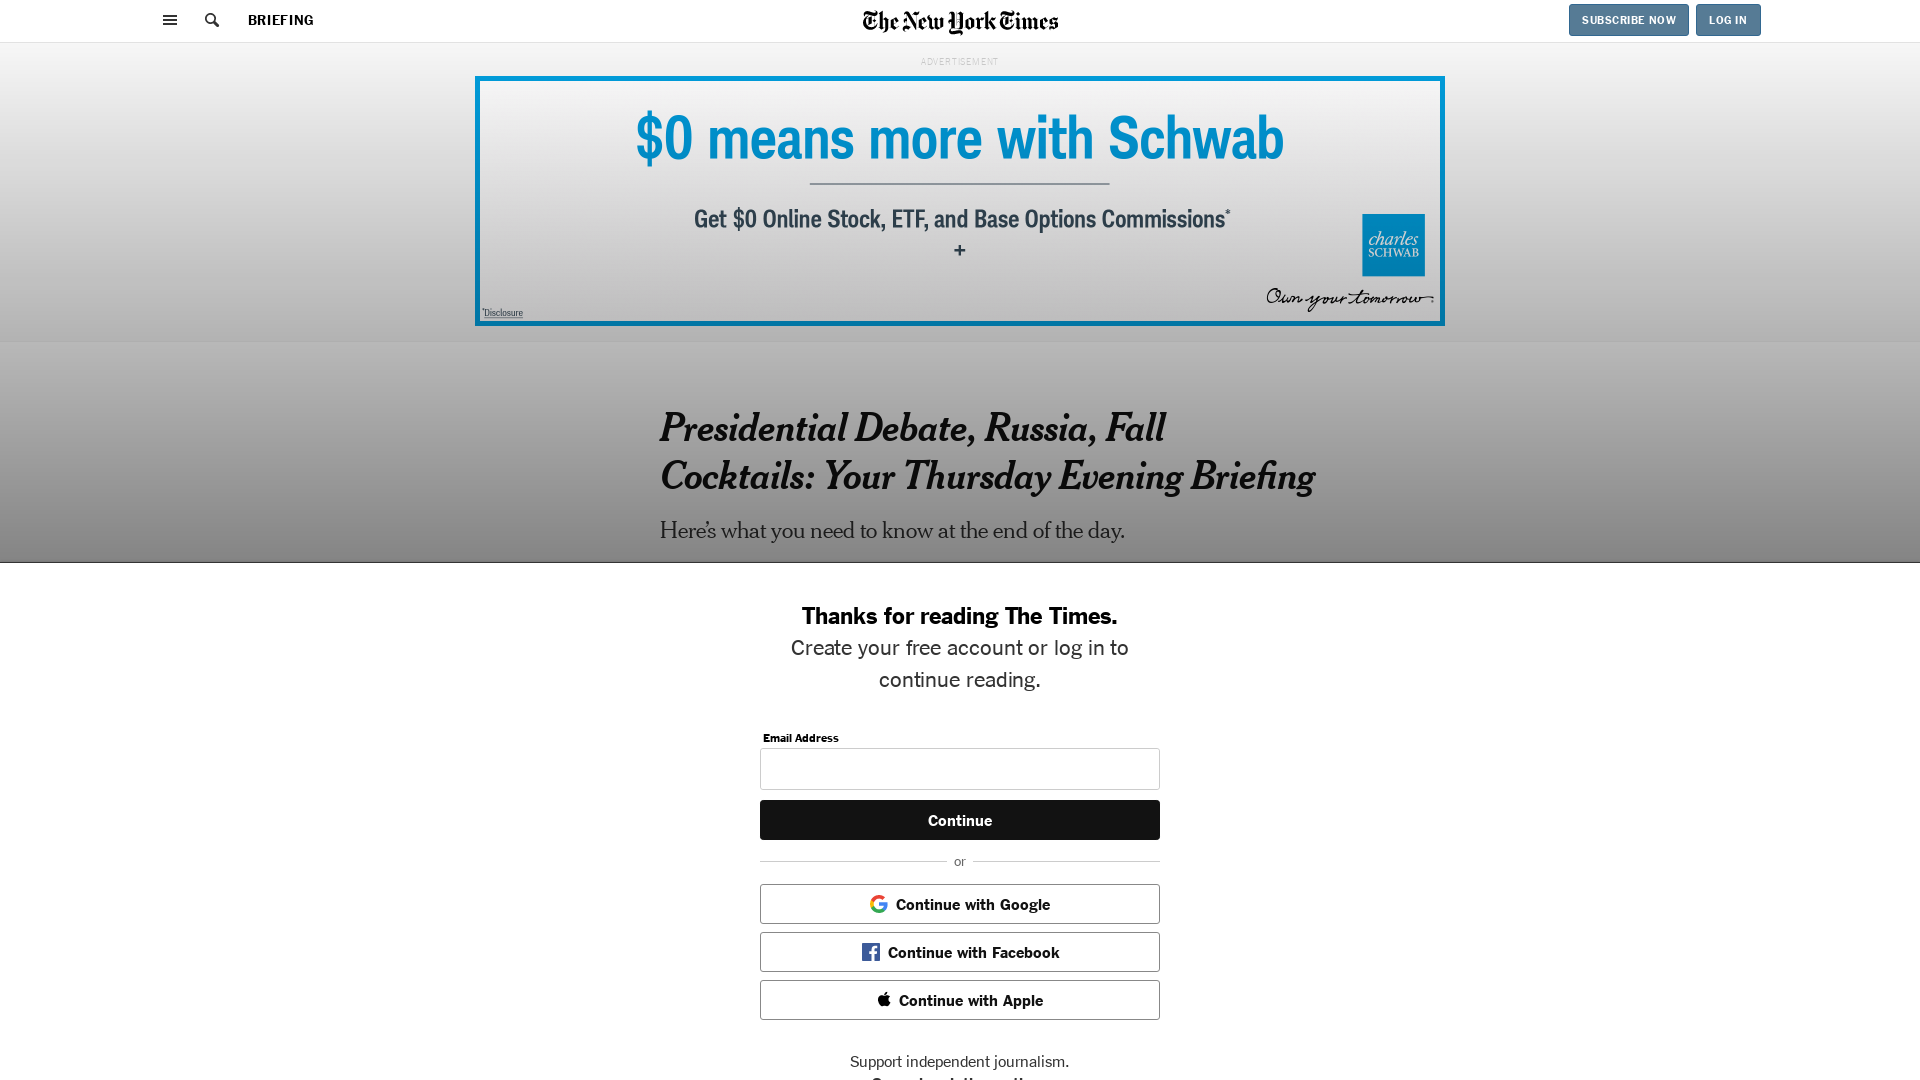 BRIEFING
The New York Times
SUBSCRIBE NOW
LOG IN
ADVERTISEMENT
$0 means more with Schwab
Get $0 Online Stock, ETF, and Base Options Commissions*
+
charles
SCHWAB
Own your tomorrow
*Disclosure
Presidential Debate, Russia, Fall
Cocktails: Your Thursday Evening Briefing
Here’s what you need to know at the end of the day.
Thanks for reading The Times.
Create your free account or log in to
continue reading.
Email Address
Continue
or
Continue with Google
Continue with Facebook
Continue with Apple
Support independent journalism.